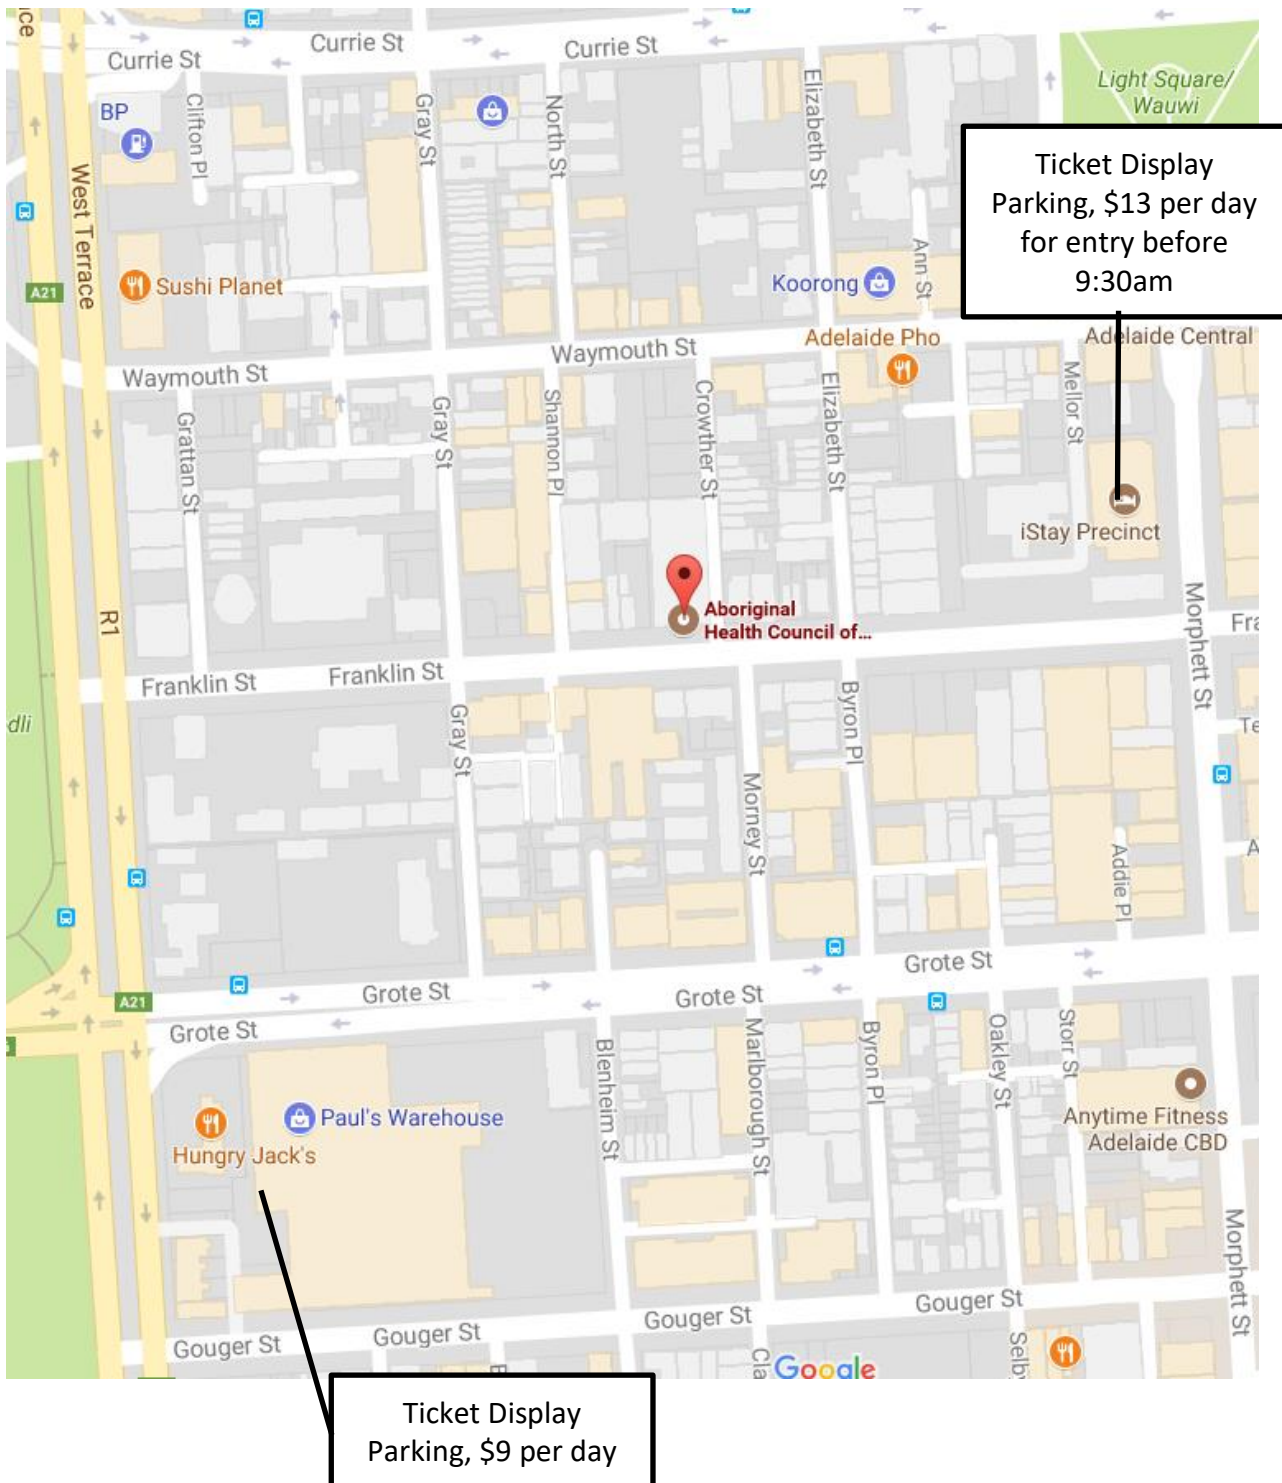 ce
Currie St
Currie St
Currie St
BP
Clifton Pl
Gray St
North St
Elizabeth St
Light Square/
Wauwi
West Terrace
Ticket Display
Parking, $13 per day
for entry before
9:30am
A21
Sushi Planet
Koorong
Ann St
Adelaide Pho
Adelaide Central
Waymouth St
Waymouth St
Grattan St
Gray St
Shannon Pl
Crowther St
Elizabeth St
Mellor St
iStay Precinct
R1
Aboriginal
Health Council of...
Morphett St
Fra
Franklin St
Franklin St
Gray St
Byron Pl
dli
Te
Morney St
Addie Pl
A
A21
Grote St
Grote St
Grote St
Grote St
Blenheim St
Marlborough St
Byron Pl
Oakley St
Storr St
Paul's Warehouse
Hungry Jack's
Anytime Fitness
Adelaide CBD
Morphett St
Gouger St
Gouger St
Gouger St
Gouger St
Cla
Selby
Google
Ticket Display
Parking, $9 per day